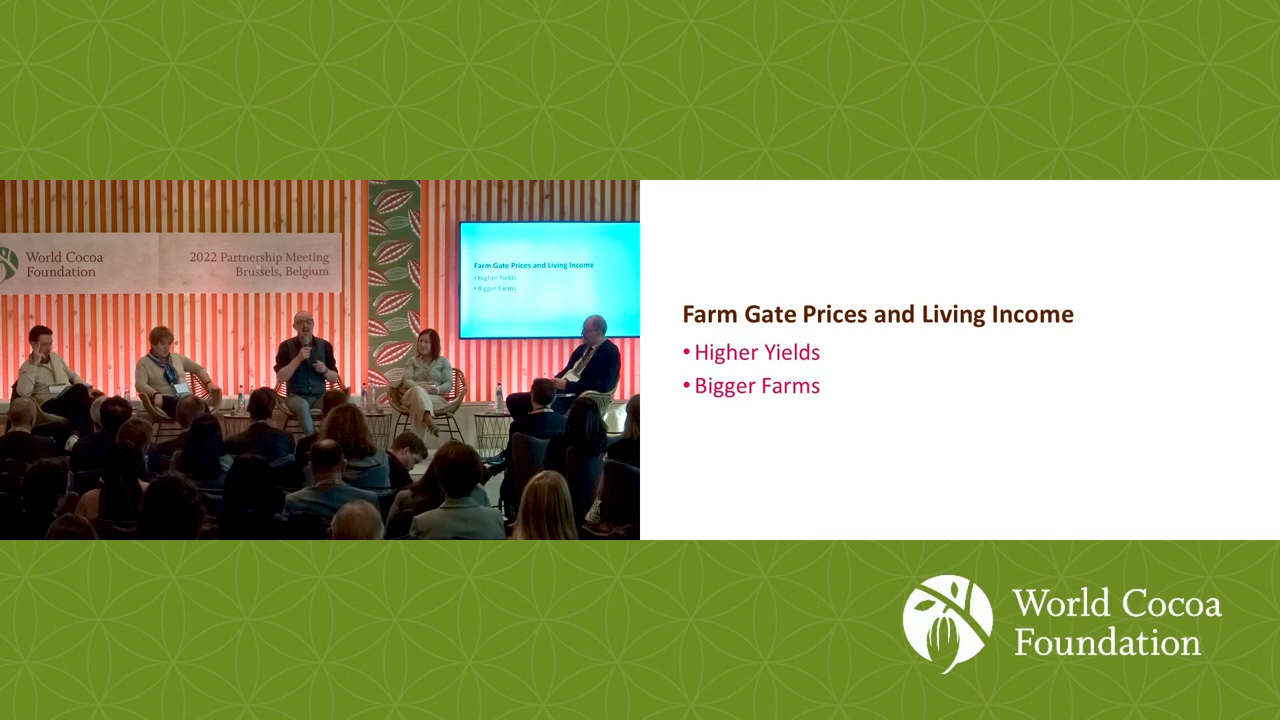 World Cocoa
Foundation
2022 Partnership Meeting
Brussels, Belgium
Farm Gate Prices and Living Income
• Higher Yields
• Bigger Farms
Farm Gate Prices and Living Income
• Higher Yields
• Bigger Farms
World Cocoa
Foundation